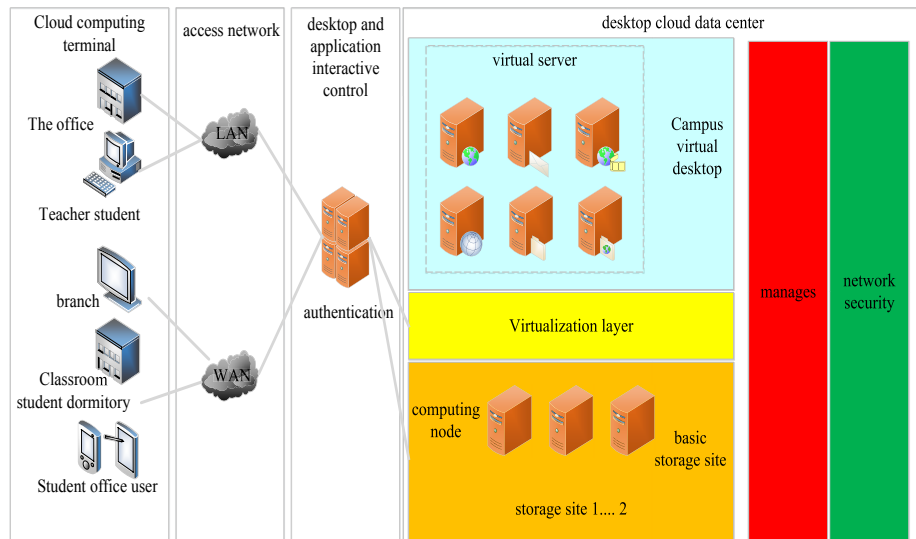 Cloud computing
terminal
The office
Teacher student
branch
Classroom
student dormitory
Student office user
access network
LAN
WAN
desktop and
application
interactive
control
authentication
desktop cloud data center
virtual server
Campus
virtual
desktop
Virtualization layer
computing
node
basic
storage site
storage site 1.... 2
manages
network
security